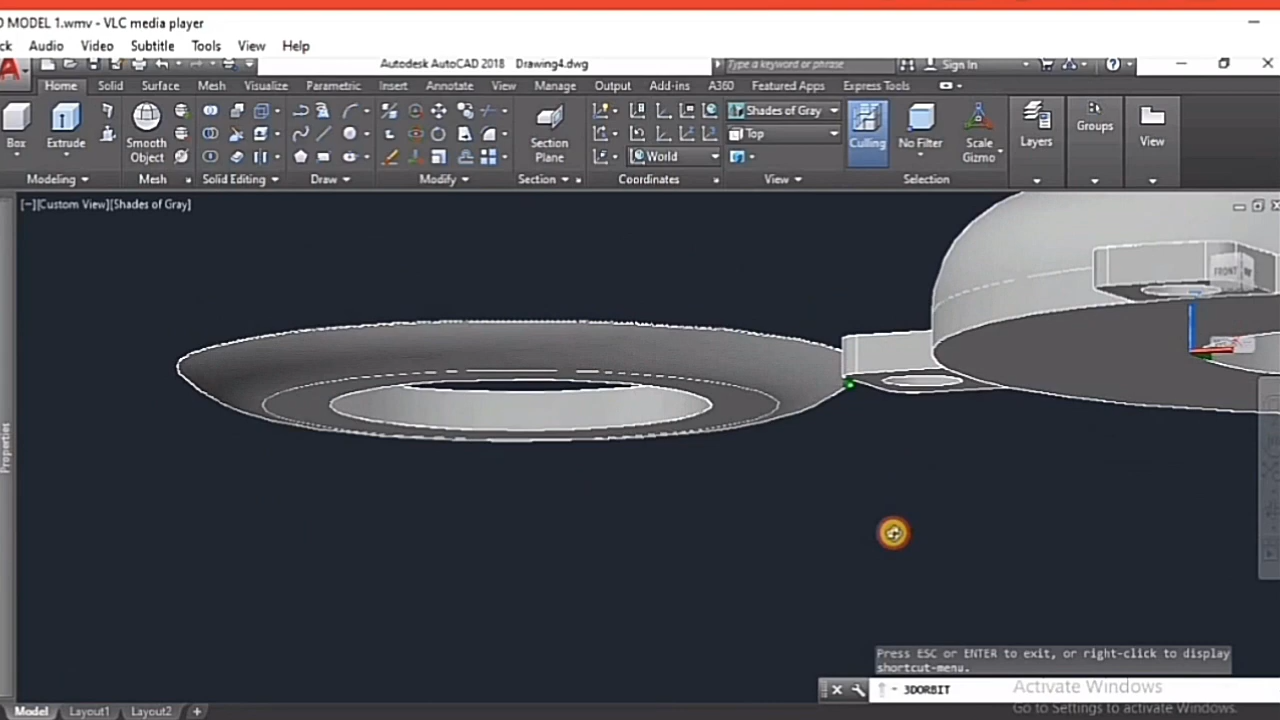 D MODEL 1.wmv - VLC media player
ck Audio Video Subtitle Tools View Help
Autodesk AutoCAD 2018 Drawing4.dwg
Type a keyword or phrase
Sign In
Home Solid Surface Mesh Visualize Parametric Insert Annotate View Manage Output Add-ins A360 Featured Apps Express Tools
Box
Extrude
Smooth
Object
Section
Plane
Shades of Gray
Top
World
Culling
No Filter
Scale
Gizmo
Layers
Groups
View
Modeling Mesh Solid Editing Draw Modify Section Coordinates View Selection
[−][Custom View][Shades of Gray]
FRONT
Properties
Press ESC or ENTER to exit, or right-click to display
shortcut-menu.
3DORBIT
Activate Windows
Go to Settings to activate Windows.
Model Layout1 Layout2 +